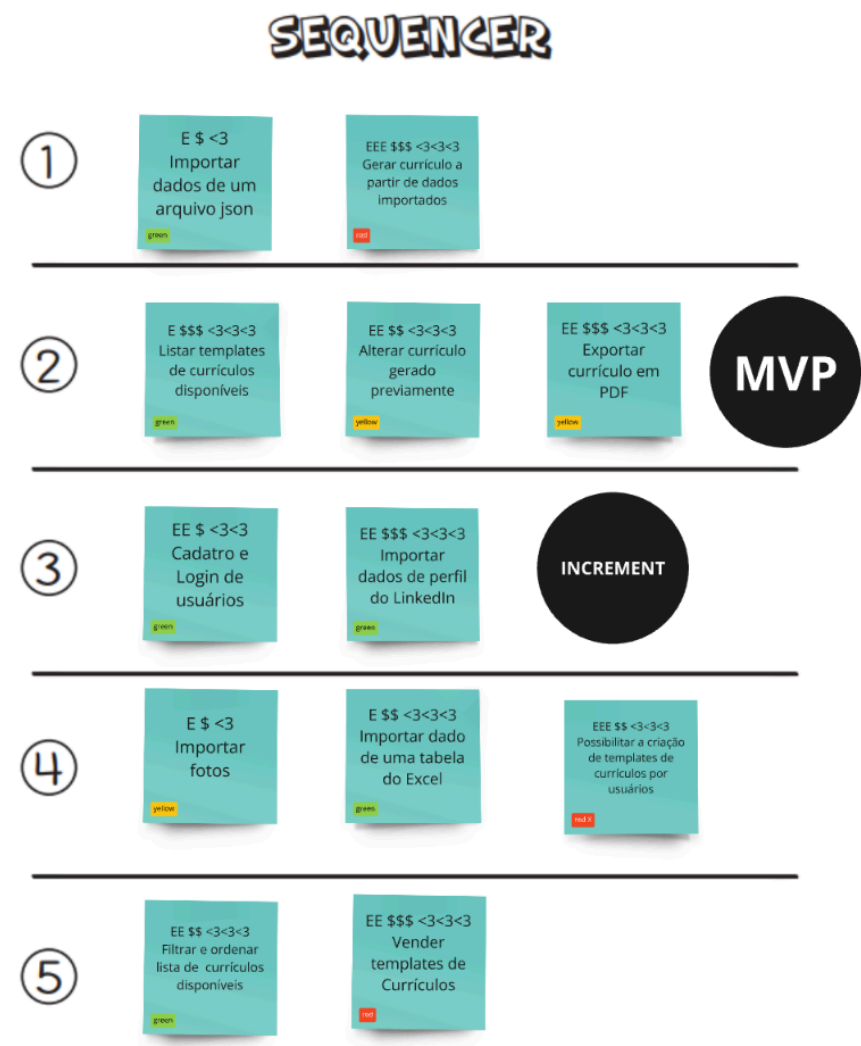 SEQUENCER
1
E $ <3
Importar
dados de um
arquivo json
green
EEE $$$ <3<3<3
Gerar currículo a
partir de dados
importados
red
2
E $$$ <3<3<3
Listar templates
de currículos
disponíveis
green
EE $$ <3<3<3
Alterar currículo
gerado
previamente
yellow
EE $$$ <3<3<3
Exportar
currículo em
PDF
yellow
MVP
3
EE $ <3<3
Cadatro e
Login de
usuários
green
EE $$$ <3<3<3
Importar
dados de perfil
do LinkedIn
green
INCREMENT
4
E $ <3
Importar
fotos
yellow
E $$ <3<3<3
Importar dado
de uma tabela
do Excel
green
EEE $$ <3<3<3
Possibilitar a criação
de templates de
currículos por
usuários
red X
5
EE $$ <3<3<3
Filtrar e ordenar
lista de currículos
disponíveis
green
EE $$$ <3<3<3
Vender
templates de
Currículos
red